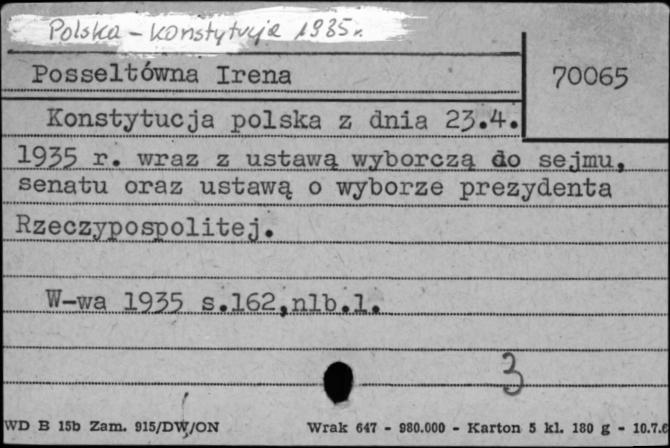 Polska - Konstytucja 1935 r.
Posseltówna Irena
70065
Konstytucja polska z dnia 23.4.
1935 r. wraz z ustawą wyborczą do sejmu,
senatu oraz ustawą o wyborze prezydenta
Rzeczypospolitej.
W-wa 1935 s.162,nlb.1.
3
WD B 15b Zam. 915/DW/ON
Wrak 647 - 980.000 - Karton 5 kl. 180 g - 10.7.